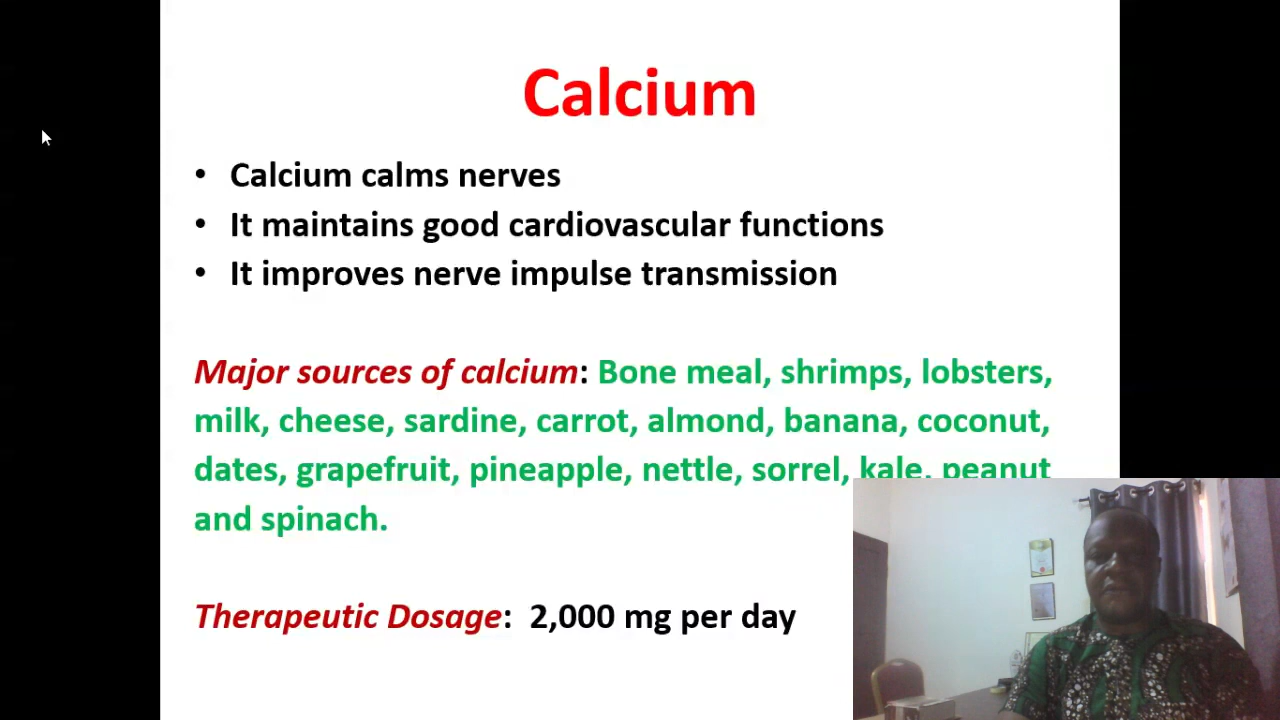 Calcium
• Calcium calms nerves
• It maintains good cardiovascular functions
• It improves nerve impulse transmission
Major sources of calcium: Bone meal, shrimps, lobsters,
milk, cheese, sardine, carrot, almond, banana, coconut,
dates, grapefruit, pineapple, nettle, sorrel, kale, peanut
and spinach.
Therapeutic Dosage: 2,000 mg per day